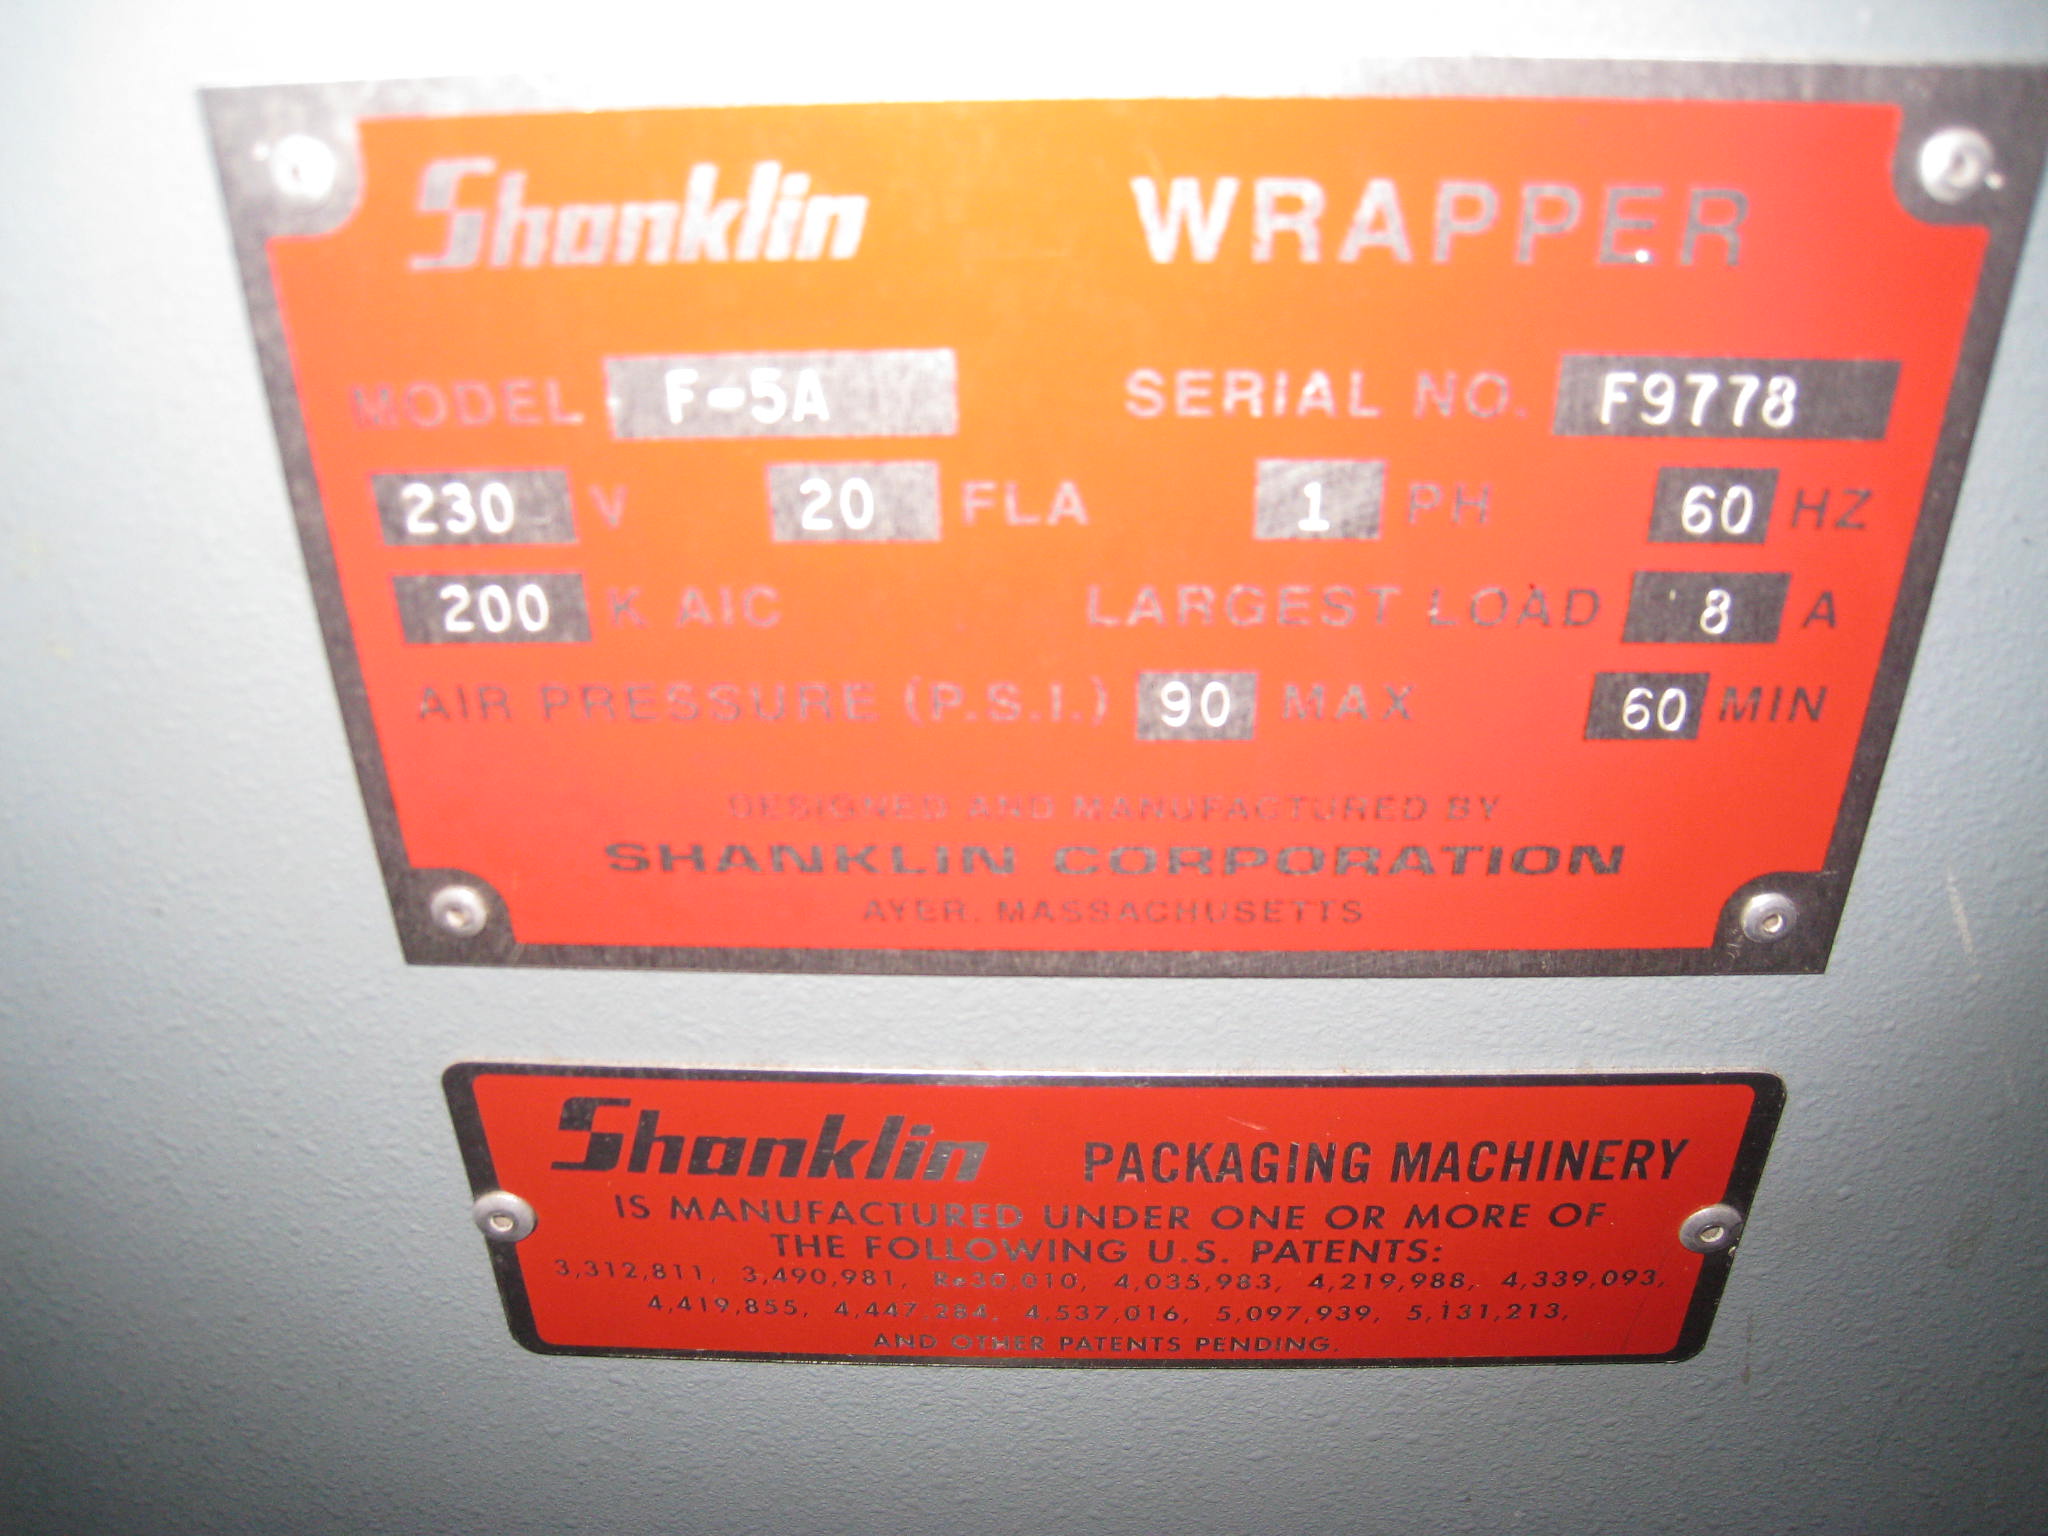 Shanklin WRAPPER
MODEL F-5A SERIAL NO. F9778
230 V 20 FLA 1 PH 60 HZ
200 K AIC LARGEST LOAD 8 A
AIR PRESSURE (P.S.I.) 90 MAX 60 MIN
DESIGNED AND MANUFACTURED BY
SHANKLIN CORPORATION
AYER, MASSACHUSETTS
Shanklin PACKAGING MACHINERY
IS MANUFACTURED UNDER ONE OR MORE OF
THE FOLLOWING U.S. PATENTS:
3,312,811, 3,490,981, Re30,010, 4,035,983, 4,219,988, 4,339,093,
4,419,855, 4,447,284, 4,537,016, 5,097,939, 5,131,213,
AND OTHER PATENTS PENDING.